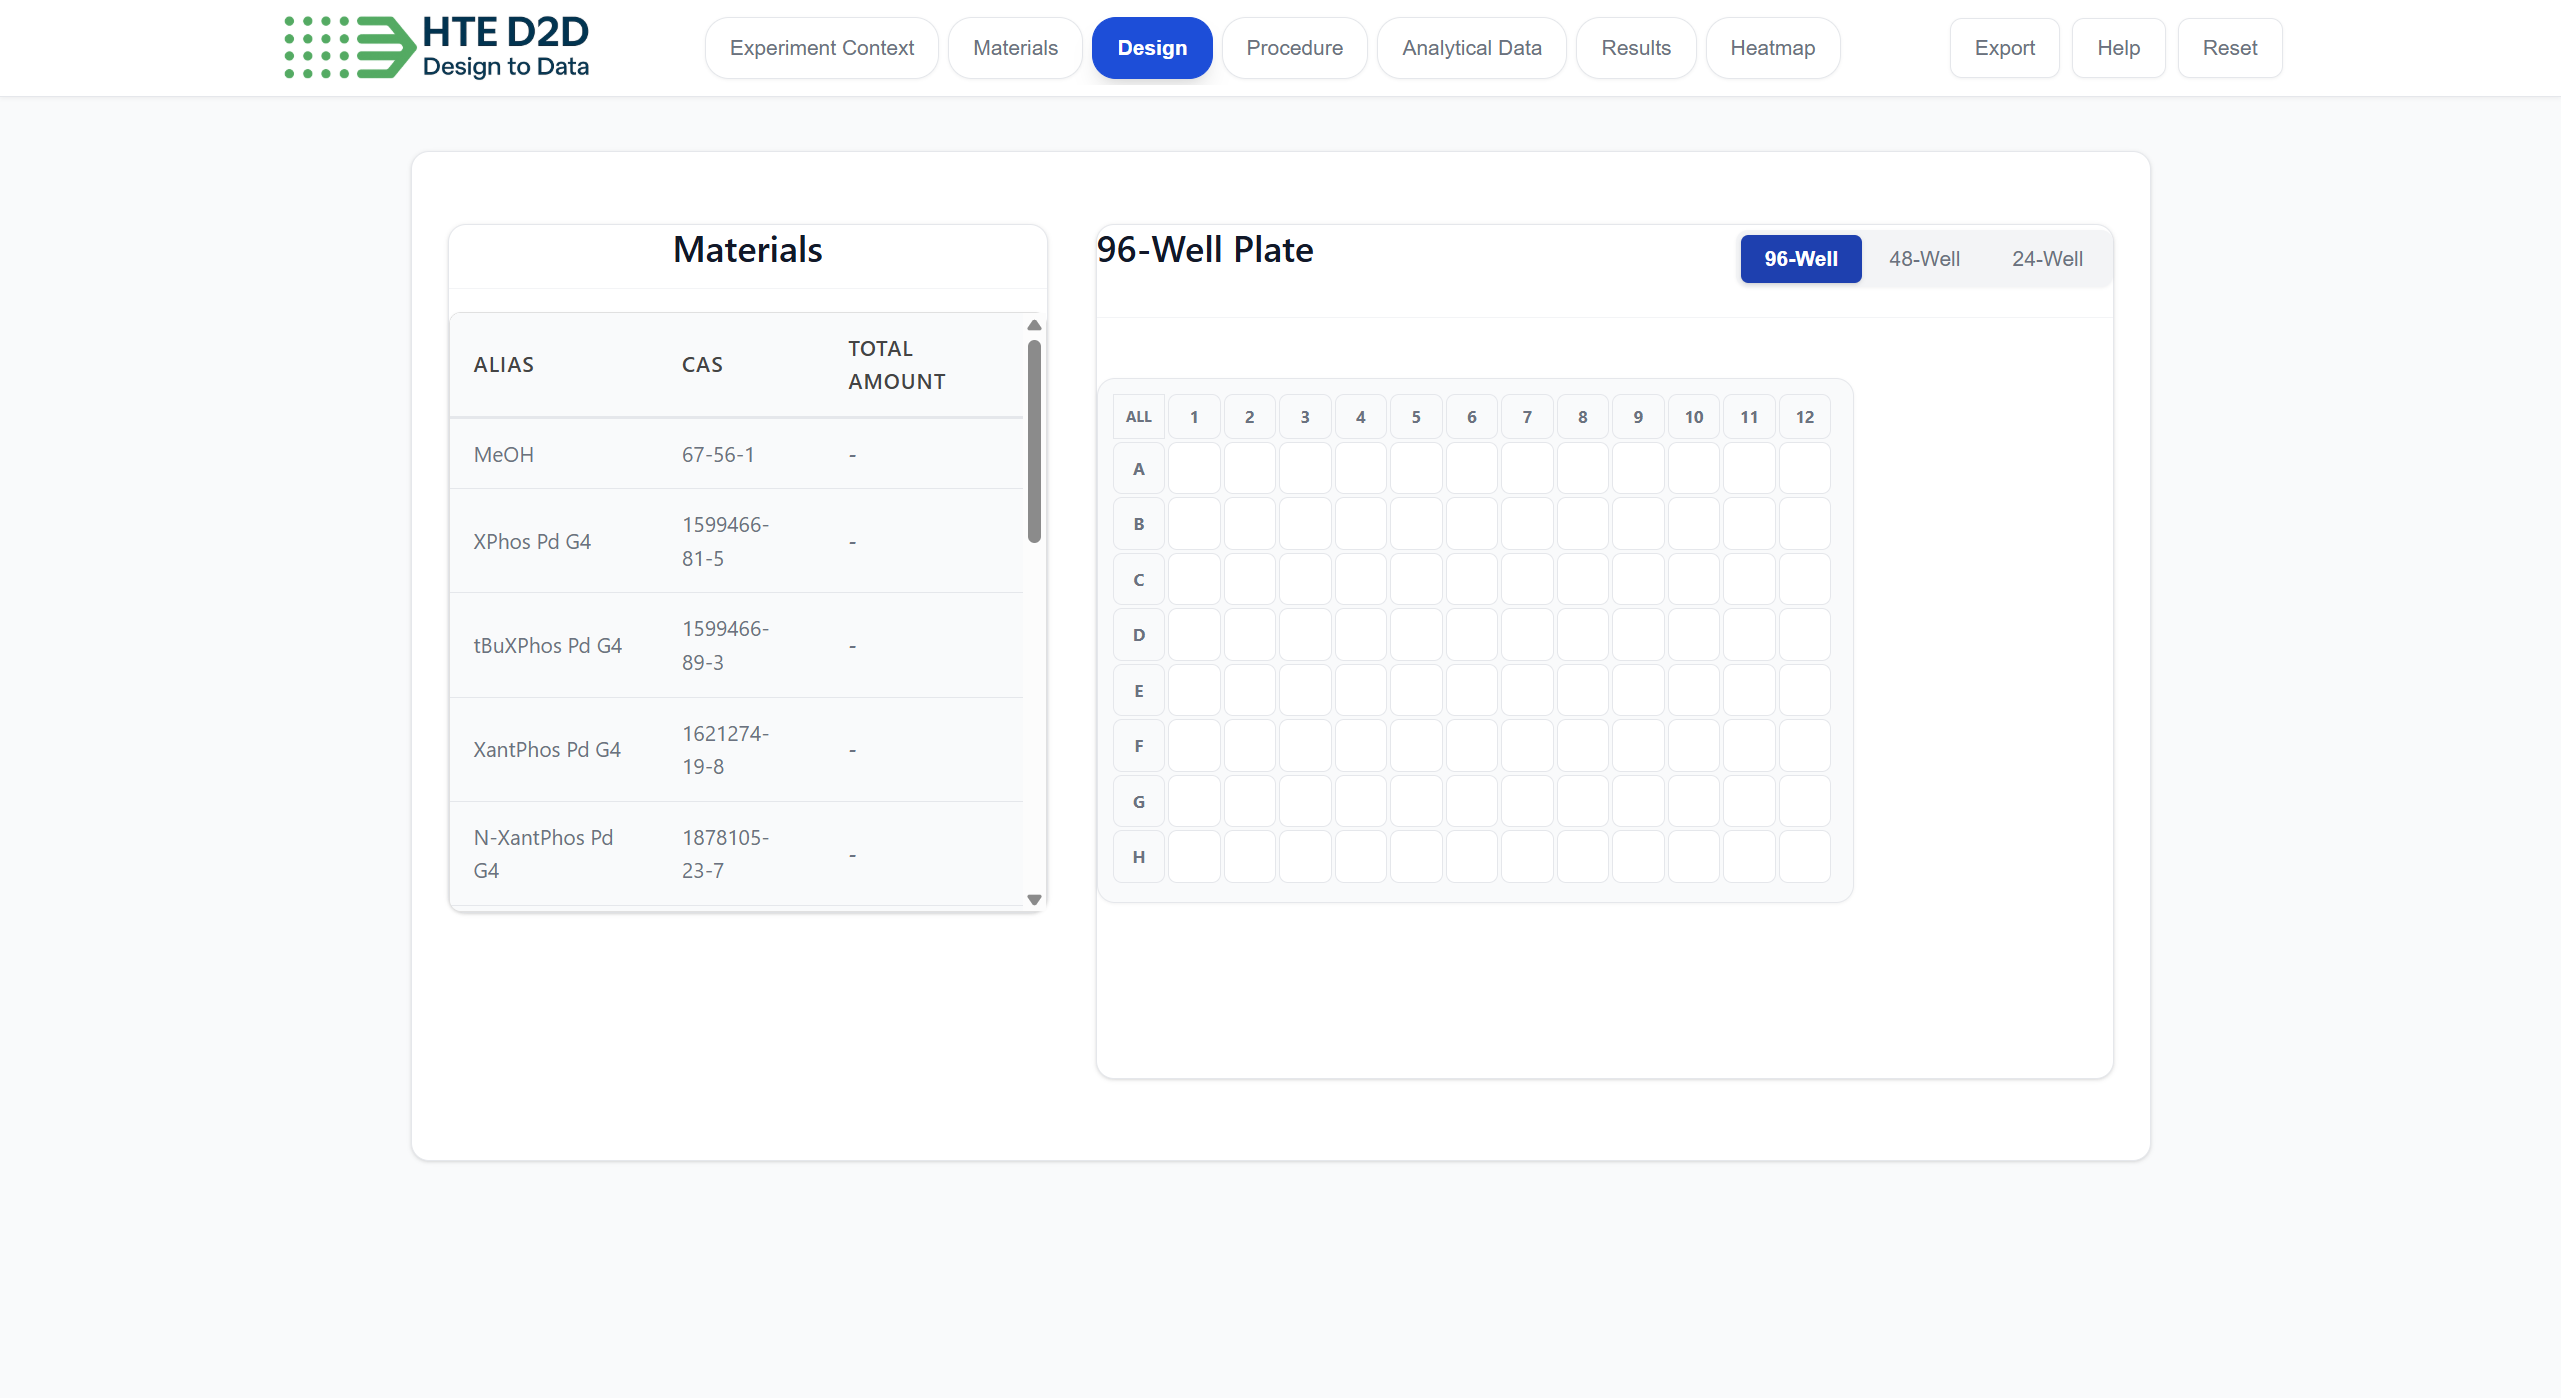 HTE D2D
Design to Data
Experiment Context
Materials
Design
Procedure
Analytical Data
Results
Heatmap
Export
Help
Reset
Materials
ALIAS CAS TOTAL AMOUNT
MeOH 67-56-1 -
XPhos Pd G4 1599466-81-5 -
tBuXPhos Pd G4 1599466-89-3 -
XantPhos Pd G4 1621274-19-8 -
N-XantPhos Pd G4 1878105-23-7 -
96-Well Plate
96-Well 48-Well 24-Well
ALL 1 2 3 4 5 6 7 8 9 10 11 12
A
B
C
D
E
F
G
H